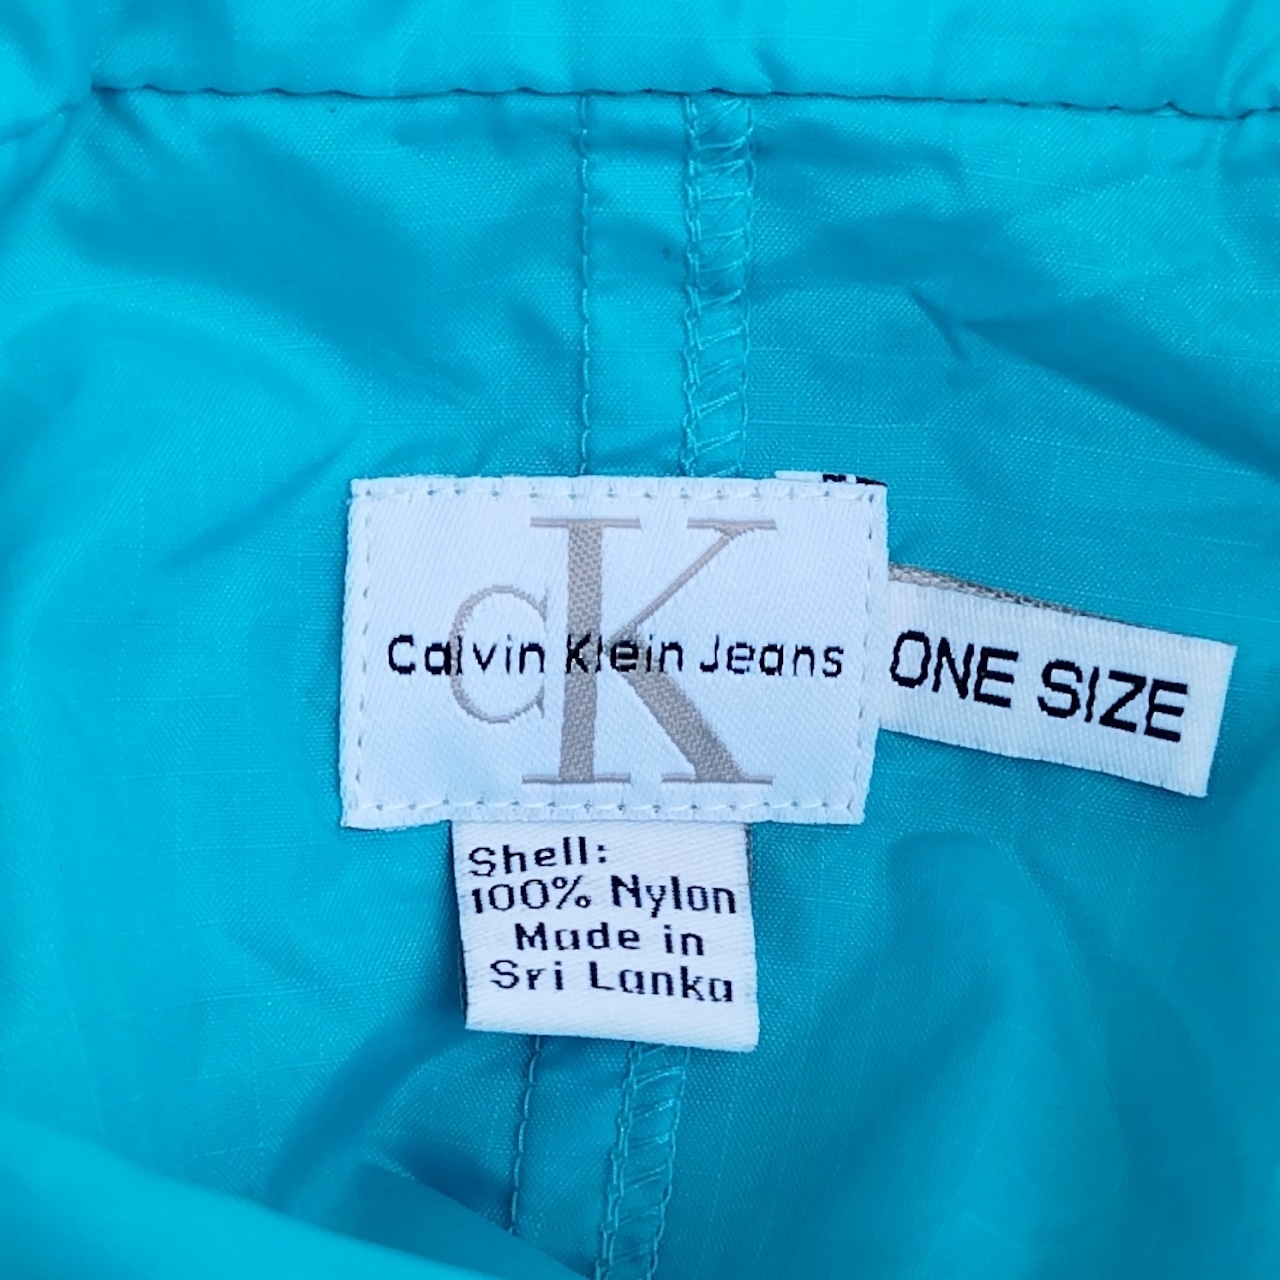 CK
Calvin Klein Jeans
ONE SIZE
Shell:
100% Nylon
Made in
Sri Lanka